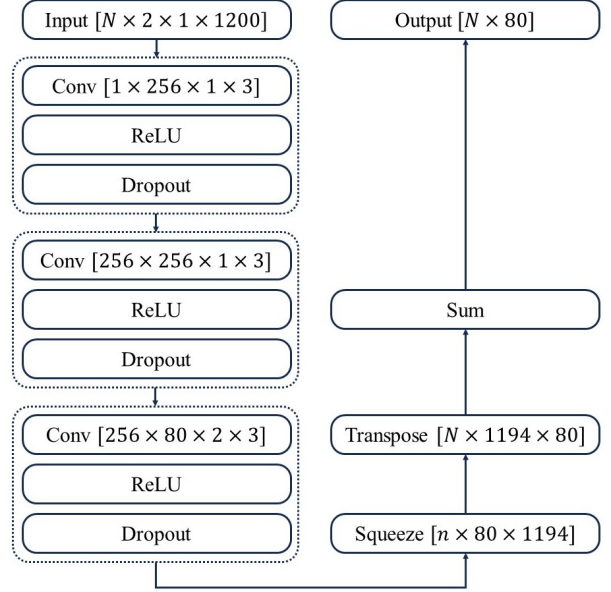 Input [N × 2 × 1 × 1200]
Conv [1 × 256 × 1 × 3]
ReLU
Dropout
Conv [256 × 256 × 1 × 3]
ReLU
Dropout
Conv [256 × 80 × 2 × 3]
ReLU
Dropout
Output [N × 80]
Sum
Transpose [N × 1194 × 80]
Squeeze [n × 80 × 1194]